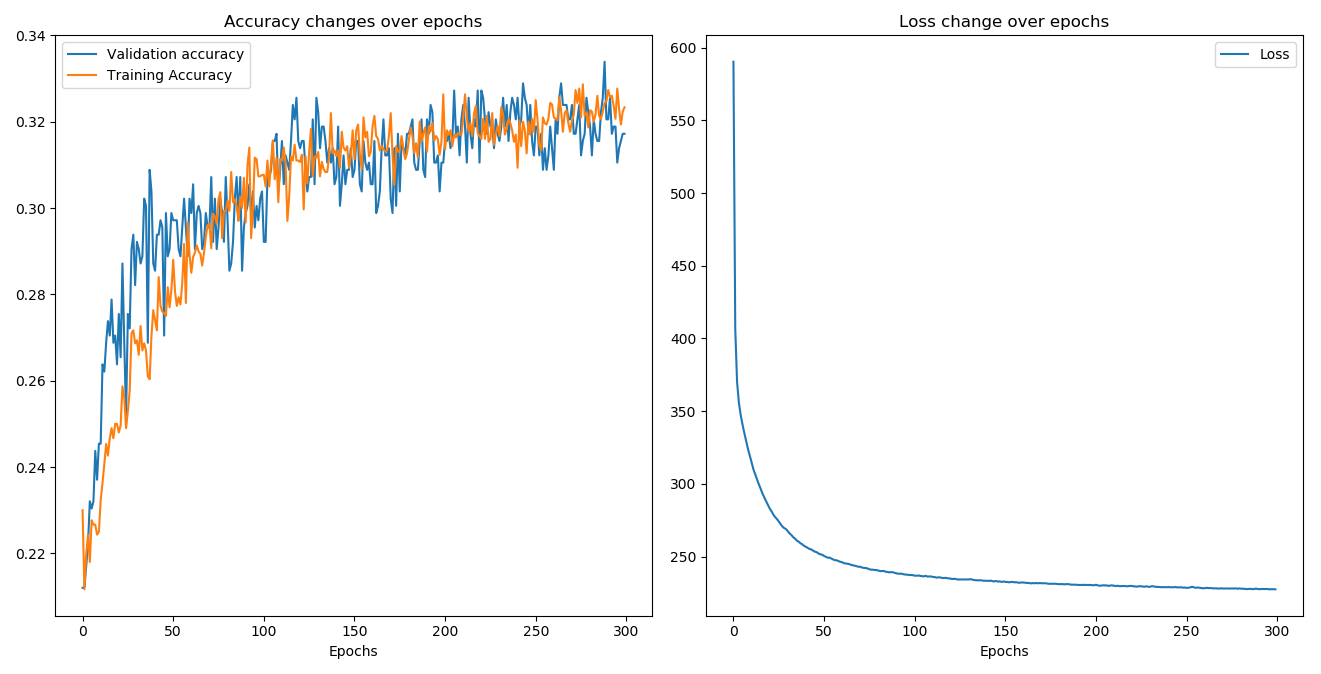 Accuracy changes over epochs
Validation accuracy
Training Accuracy
0.34
0.32
0.30
0.28
0.26
0.24
0.22
0 50 100 150 200 250 300
Epochs
Loss change over epochs
Loss
600
550
500
450
400
350
300
250
0 50 100 150 200 250 300
Epochs